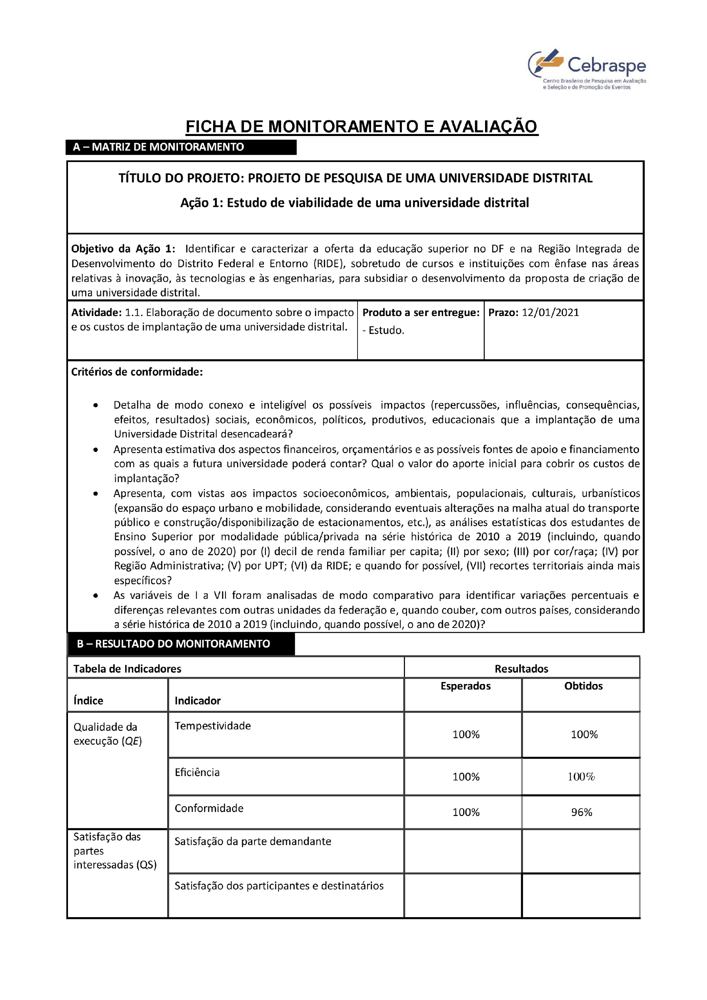 Cebraspe
Centro Brasileiro de Pesquisa em Avaliação
e Seleção e de Promoção de Eventos
FICHA DE MONITORAMENTO E AVALIAÇÃO
A – MATRIZ DE MONITORAMENTO
TÍTULO DO PROJETO: PROJETO DE PESQUISA DE UMA UNIVERSIDADE DISTRITAL
Ação 1: Estudo de viabilidade de uma universidade distrital
Objetivo da Ação 1: Identificar e caracterizar a oferta da educação superior no DF e na Região Integrada de
Desenvolvimento do Distrito Federal e Entorno (RIDE), sobretudo de cursos e instituições com ênfase nas áreas
relativas à inovação, às tecnologias e às engenharias, para subsidiar o desenvolvimento da proposta de criação de
uma universidade distrital.
Atividade: 1.1. Elaboração de documento sobre o impacto
e os custos de implantação de uma universidade distrital.
Produto a ser entregue:
- Estudo.
Prazo: 12/01/2021
Critérios de conformidade:
• Detalha de modo conexo e inteligível os possíveis impactos (repercussões, influências, consequências,
efeitos, resultados) sociais, econômicos, políticos, produtivos, educacionais que a implantação de uma
Universidade Distrital desencadeará?
• Apresenta estimativa dos aspectos financeiros, orçamentários e as possíveis fontes de apoio e financiamento
com as quais a futura universidade poderá contar? Qual o valor do aporte inicial para cobrir os custos de
implantação?
• Apresenta, com vistas aos impactos socioeconômicos, ambientais, populacionais, culturais, urbanísticos
(expansão do espaço urbano e mobilidade, considerando eventuais alterações na malha atual do transporte
público e construção/disponibilização de estacionamentos, etc.), as análises estatísticas dos estudantes de
Ensino Superior por modalidade pública/privada na série histórica de 2010 a 2019 (incluindo, quando
possível, o ano de 2020) por (I) decil de renda familiar per capita; (II) por sexo; (III) por cor/raça; (IV) por
Região Administrativa; (V) por UPT; (VI) da RIDE; e quando for possível, (VII) recortes territoriais ainda mais
específicos?
• As variáveis de I a VII foram analisadas de modo comparativo para identificar variações percentuais e
diferenças relevantes com outras unidades da federação e, quando couber, com outros países, considerando
a série histórica de 2010 a 2019 (incluindo, quando possível, o ano de 2020)?
B – RESULTADO DO MONITORAMENTO
Tabela de Indicadores
Resultados
Índice
Indicador
Esperados
Obtidos
Qualidade da
execução (QE)
Tempestividade
100%
100%
Eficiência
100%
100%
Conformidade
100%
96%
Satisfação das
partes
interessadas (QS)
Satisfação da parte demandante
Satisfação dos participantes e destinatários